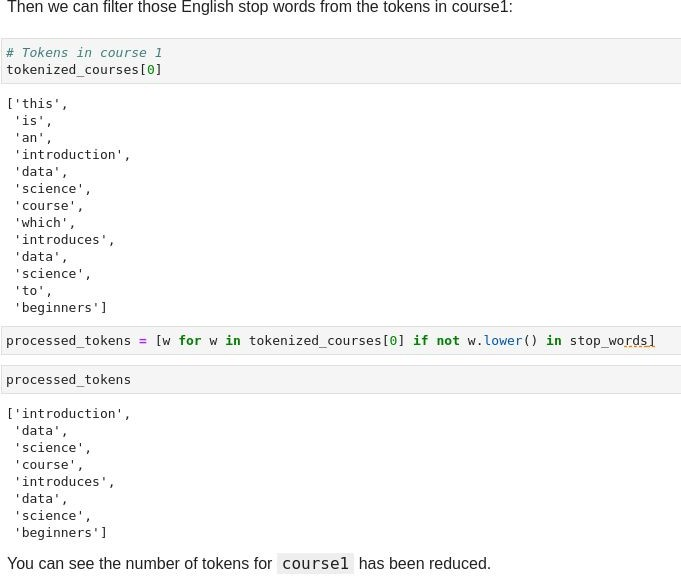 Then we can filter those English stop words from the tokens in course1:
# Tokens in course 1
tokenized_courses[0]
['this',
'is',
'an',
'introduction',
'data',
'science',
'course',
'which',
'introduces',
'data',
'science',
'to',
'beginners']
processed_tokens = [w for w in tokenized_courses[0] if not w.lower() in stop_words]
processed_tokens
['introduction',
'data',
'science',
'course',
'introduces',
'data',
'science',
'beginners']
You can see the number of tokens for course1 has been reduced.